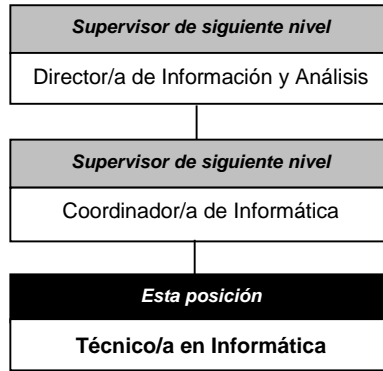 Supervisor de siguiente nivel
Director/a de Información y Análisis
Supervisor de siguiente nivel
Coordinador/a de Informática
Esta posición
Técnico/a en Informática